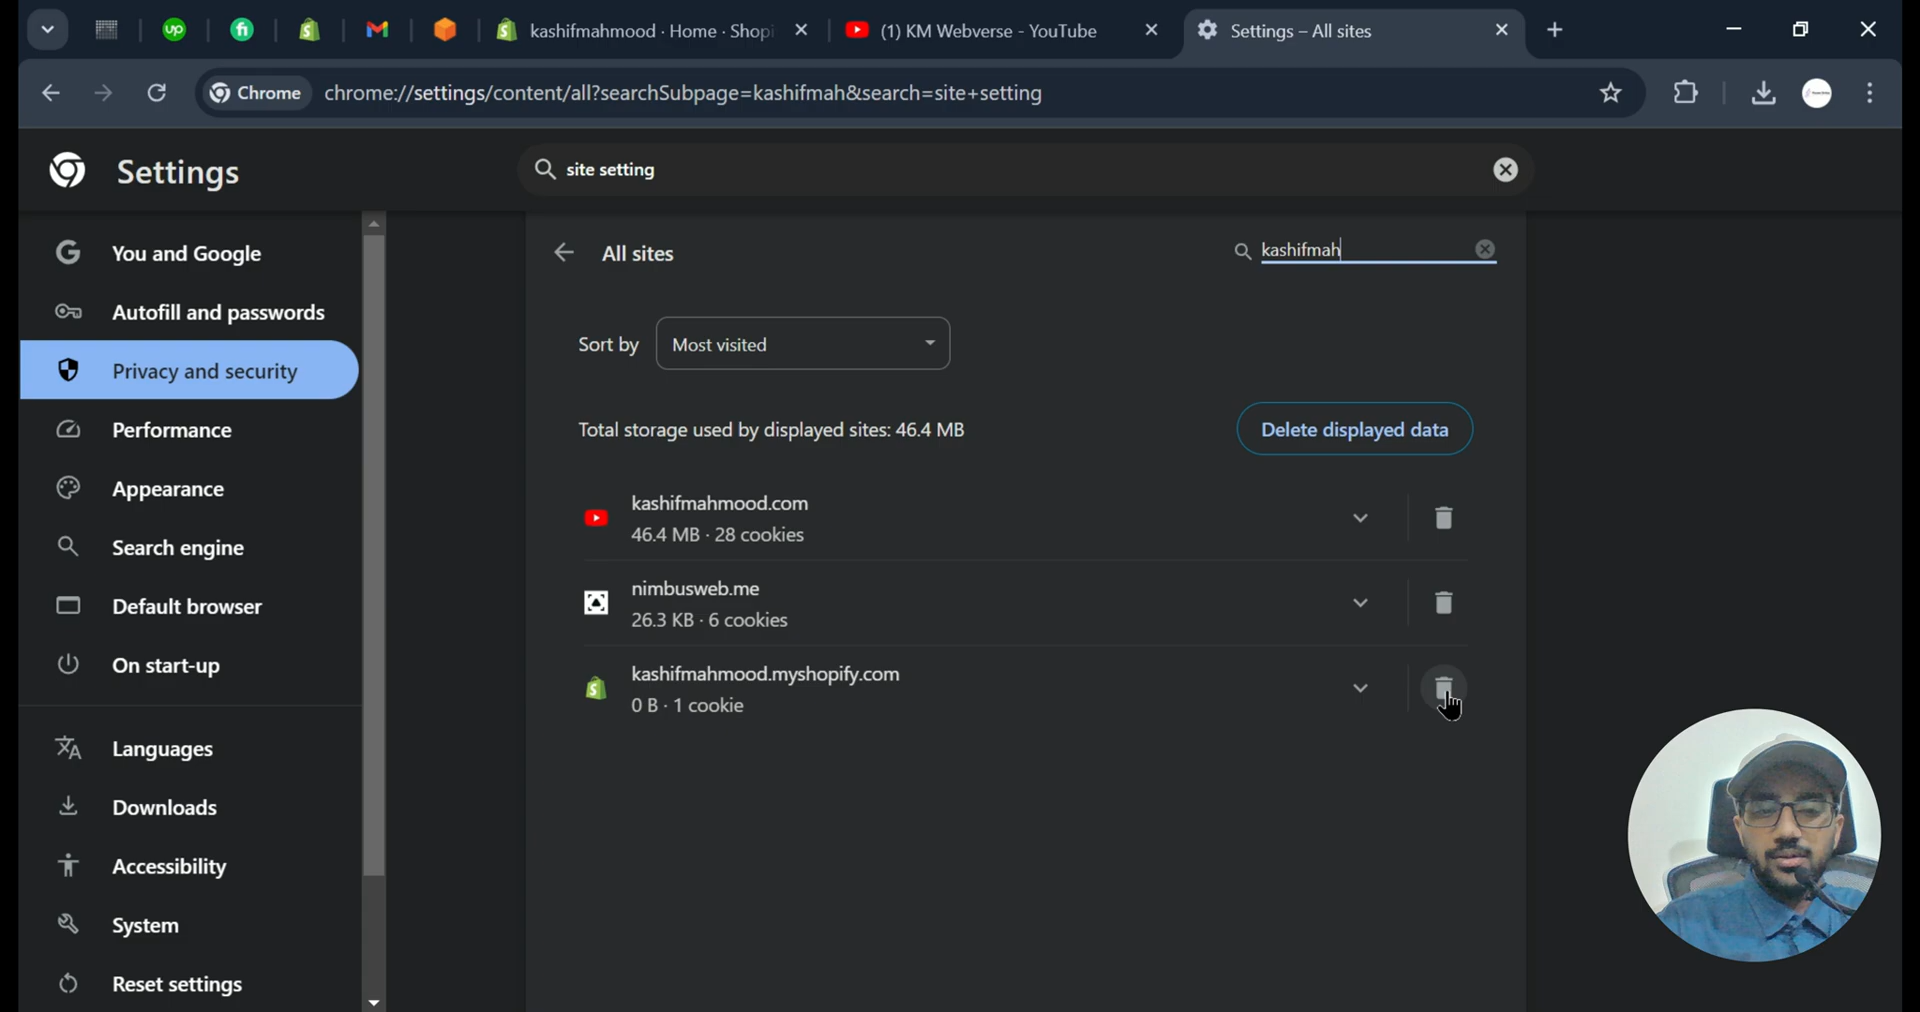 kashifmahmood · Home · Shopi
(1) KM Webverse - YouTube
Settings – All sites
Chrome
chrome://settings/content/all?searchSubpage=kashifmah&search=site+setting
Settings
site setting
You and Google
Autofill and passwords
Privacy and security
Performance
Appearance
Search engine
Default browser
On start-up
Languages
Downloads
Accessibility
System
Reset settings
All sites
kashifmah
Sort by
Most visited
Total storage used by displayed sites: 46.4 MB
Delete displayed data
kashifmahmood.com
46.4 MB · 28 cookies
nimbusweb.me
26.3 KB · 6 cookies
kashifmahmood.myshopify.com
0 B · 1 cookie